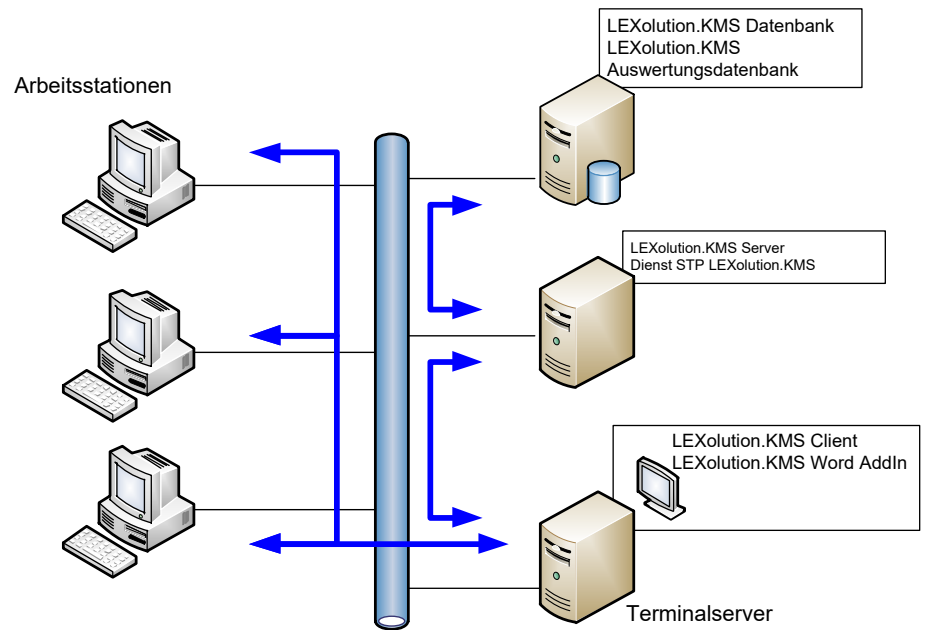 LEXolution.KMS Datenbank
LEXolution.KMS
Auswertungsdatenbank
Arbeitsstationen
LEXolution.KMS Server
Dienst STP LEXolution.KMS
LEXolution.KMS Client
LEXolution.KMS Word AddIn
Terminalserver